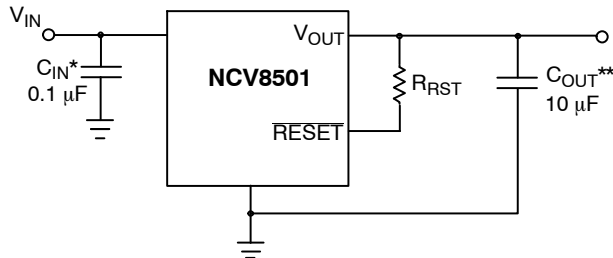 V_IN
C_IN*
0.1 μF
NCV8501
V_OUT
RESET
R_RST
C_OUT**
10 μF